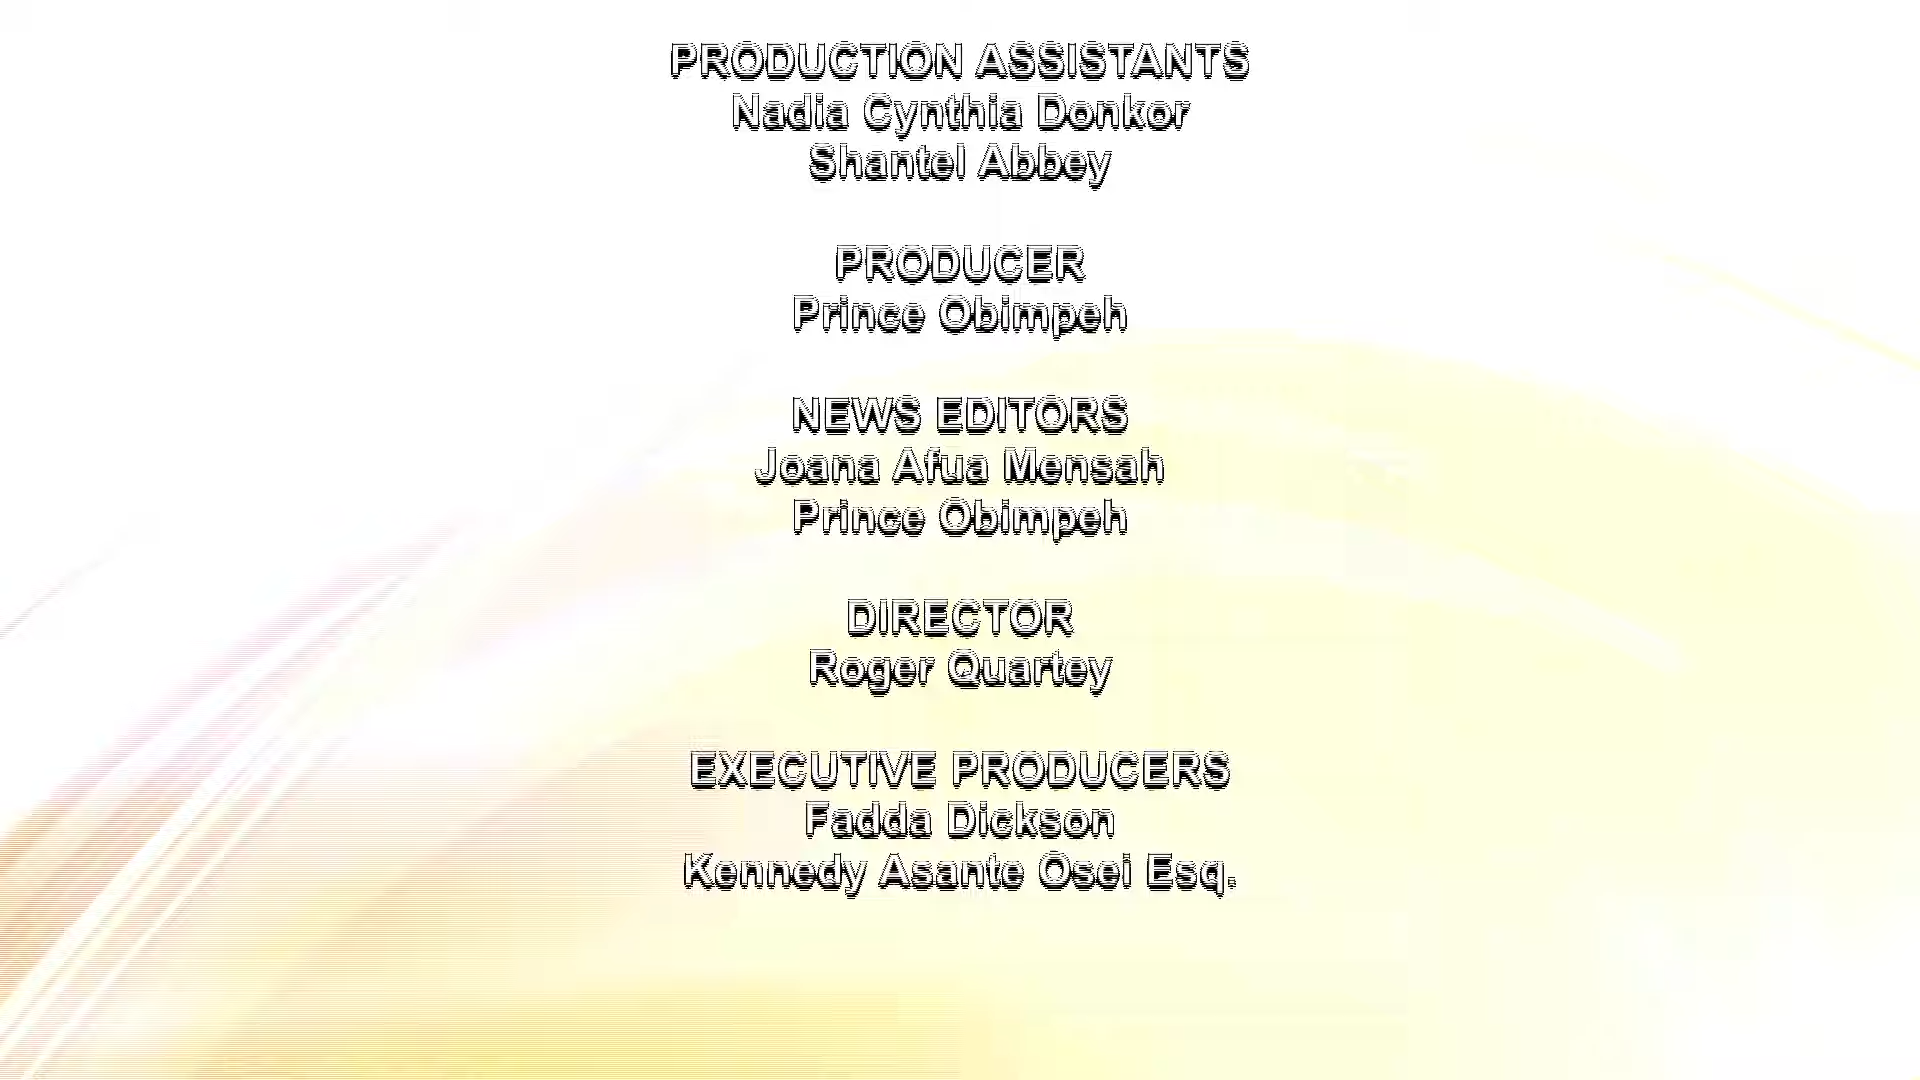 PRODUCTION ASSISTANTS
Nadia Cynthia Donkor
Shantel Abbey
PRODUCER
Prince Obimpeh
NEWS EDITORS
Joana Afua Mensah
Prince Obimpeh
DIRECTOR
Roger Quartey
EXECUTIVE PRODUCERS
Fadda Dickson
Kennedy Asante Osei Esq.